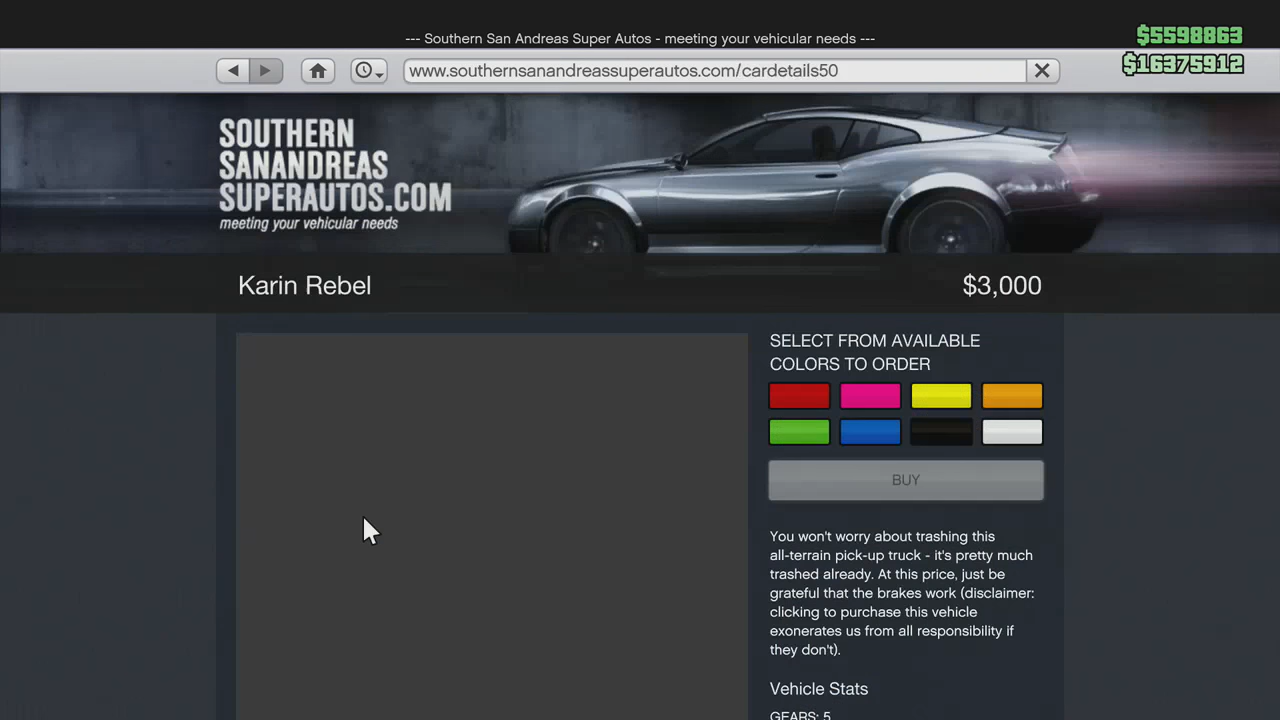 --- Southern San Andreas Super Autos - meeting your vehicular needs ---
$5598863
$16375912
www.southernsanandreassuperautos.com/cardetails50
SOUTHERN
SANANDREAS
SUPERAUTOS.COM
meeting your vehicular needs
Karin Rebel
$3,000
SELECT FROM AVAILABLE
COLORS TO ORDER
BUY
You won't worry about trashing this
all-terrain pick-up truck - it's pretty much
trashed already. At this price, just be
grateful that the brakes work (disclaimer:
clicking to purchase this vehicle
exonerates us from all responsibility if
they don't).
Vehicle Stats
GEARS: 5